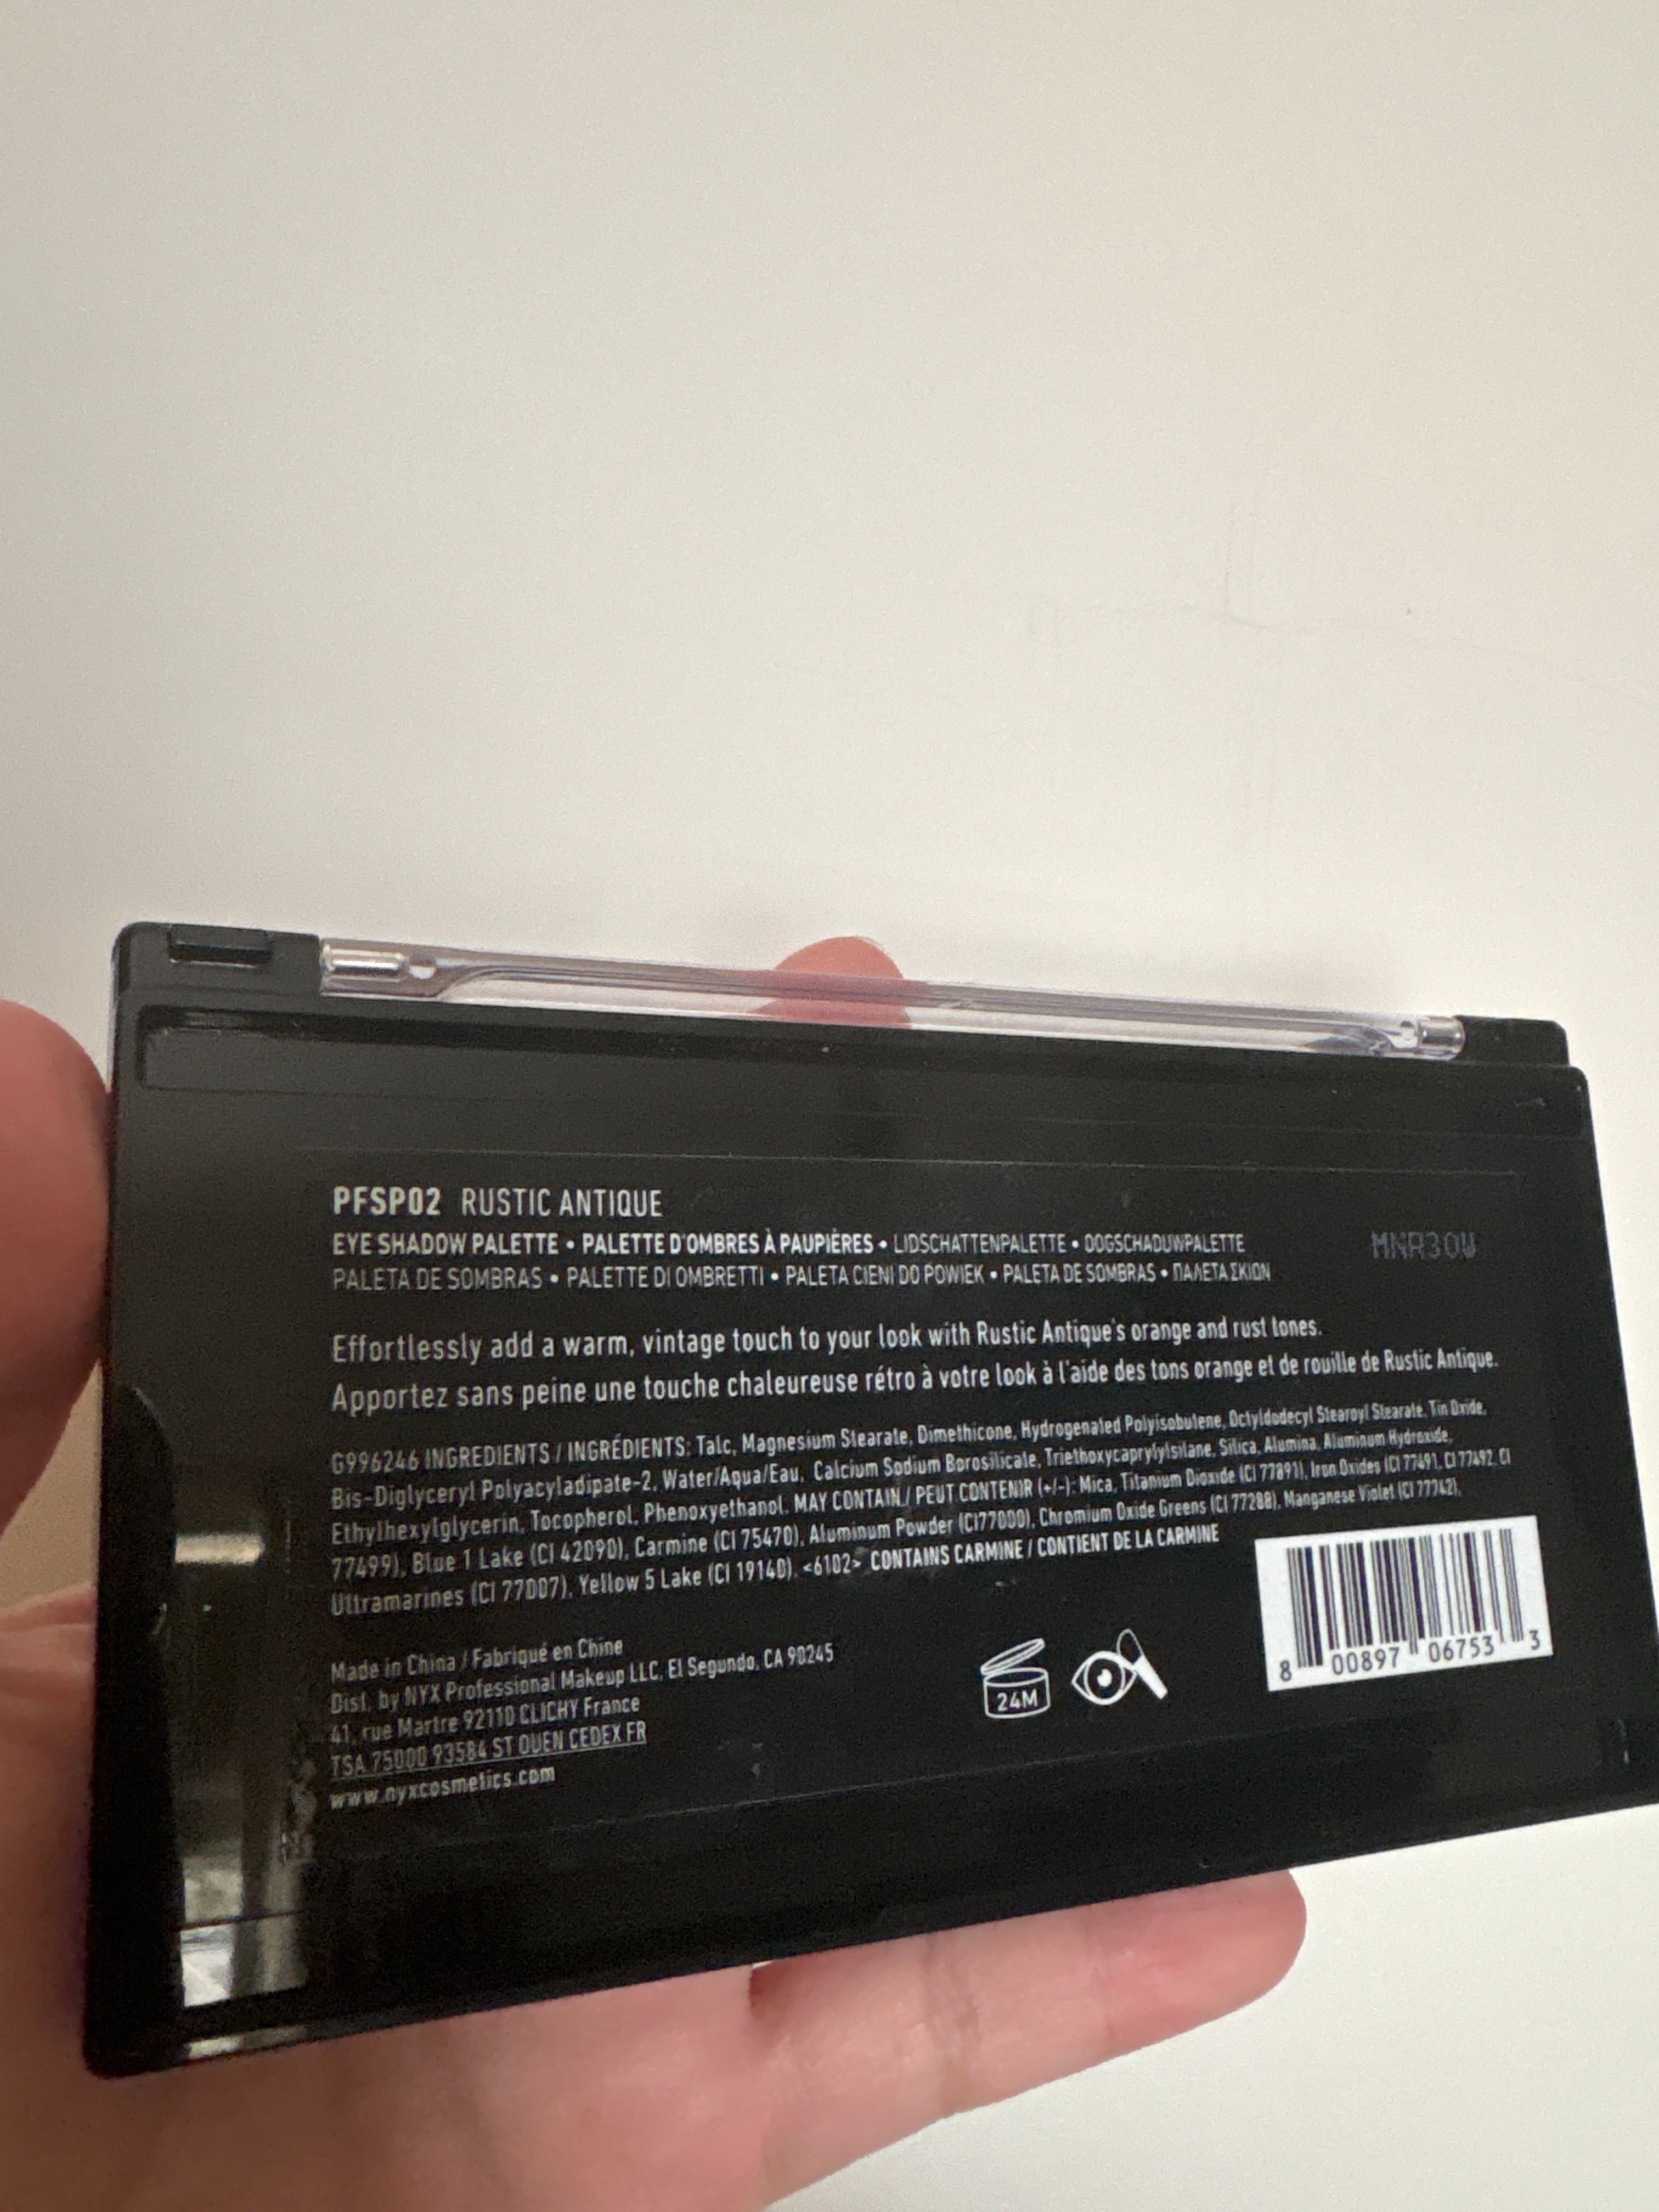 PFSP02 RUSTIC ANTIQUE
EYE SHADOW PALETTE • PALETTE D'OMBRES À PAUPIÈRES • LIDSCHATTENPALETTE • OOGSCHADUWPALETTE
MNR30W
PALETA DE SOMBRAS • PALETTE DI OMBRETTI • PALETA CIENI DO POWIEK • PALETA DE SOMBRAS • ΠΑΛΕΤΑ ΣΚΙΩΝ
Effortlessly add a warm, vintage touch to your look with Rustic Antique's orange and rust tones.
Apportez sans peine une touche chaleureuse rétro à votre look à l'aide des tons orange et de rouille de Rustic Antique.
G996246 INGREDIENTS / INGRÉDIENTS: Talc, Magnesium Stearate, Dimethicone, Hydrogenated Polyisobutene, Octyldodecyl Stearoyl Stearate, Tin Oxide,
Bis-Diglyceryl Polyacyladipate-2, Water/Aqua/Eau, Calcium Sodium Borosilicate, Triethoxycaprylylsilane, Silica, Alumina, Aluminum Hydroxide,
Ethylhexylglycerin, Tocopherol, Phenoxyethanol, MAY CONTAIN / PEUT CONTENIR (+/-): Mica, Titanium Dioxide (CI 77891), Iron Oxides (CI 77491, CI 77492, CI
77499), Blue 1 Lake (CI 42090), Carmine (CI 75470), Aluminum Powder (CI77000), Chromium Oxide Greens (CI 77288), Manganese Violet (CI 77742),
Ultramarines (CI 77007), Yellow 5 Lake (CI 19140). <6102> CONTAINS CARMINE / CONTIENT DE LA CARMINE
Made in China / Fabriqué en Chine
Dist. by NYX Professional Makeup LLC, El Segundo, CA 90245
41, rue Martre 92110 CLICHY France
TSA 75000 93584 ST OUEN CEDEX FR
www.nyxcosmetics.com
24M
8 00897 06753 3